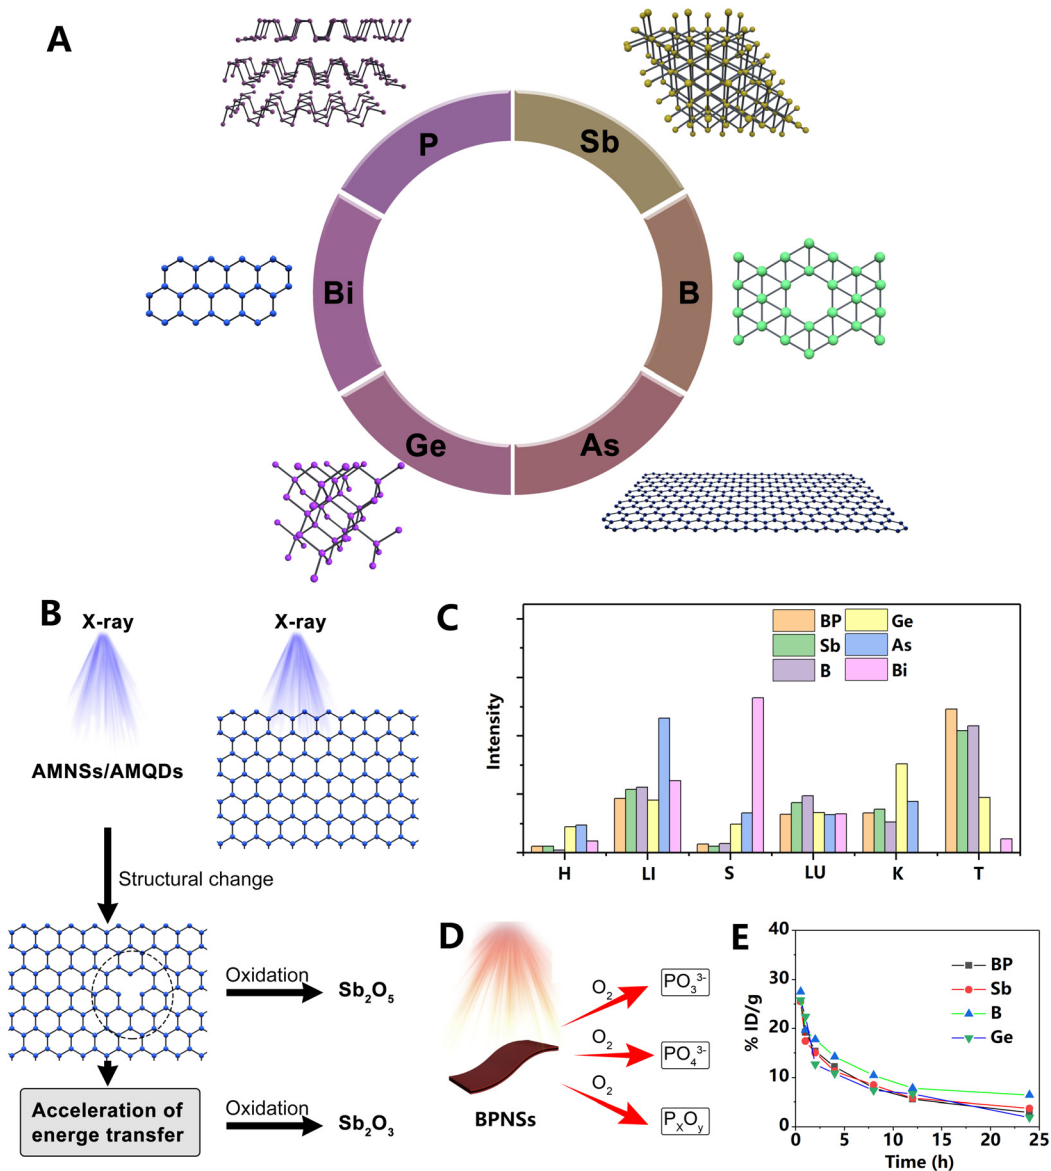 A
P
Sb
Bi
B
Ge
As
B
X-ray
X-ray
AMNSs/AMQDs
Structural change
Oxidation
Sb2O5
Acceleration of
energe transfer
Oxidation
Sb2O3
C
Intensity
BP
Sb
B
Ge
As
Bi
H
LI
S
LU
K
T
D
O2
PO3 3-
O2
PO4 3-
O2
PXOy
BPNSs
E
% ID/g
40
30
20
10
0
BP
Sb
B
Ge
0
5
10
15
20
25
Time (h)